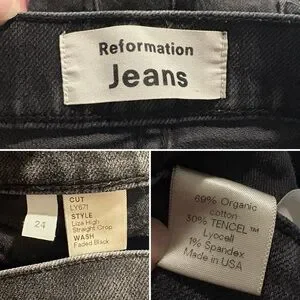 Reformation
Jeans
24
CUT
LY671
STYLE
Liza High
Straight Crop
WASH
Faded Black
69% Organic
cotton
30% TENCEL™
Lyocell
1% Spandex
Made in USA